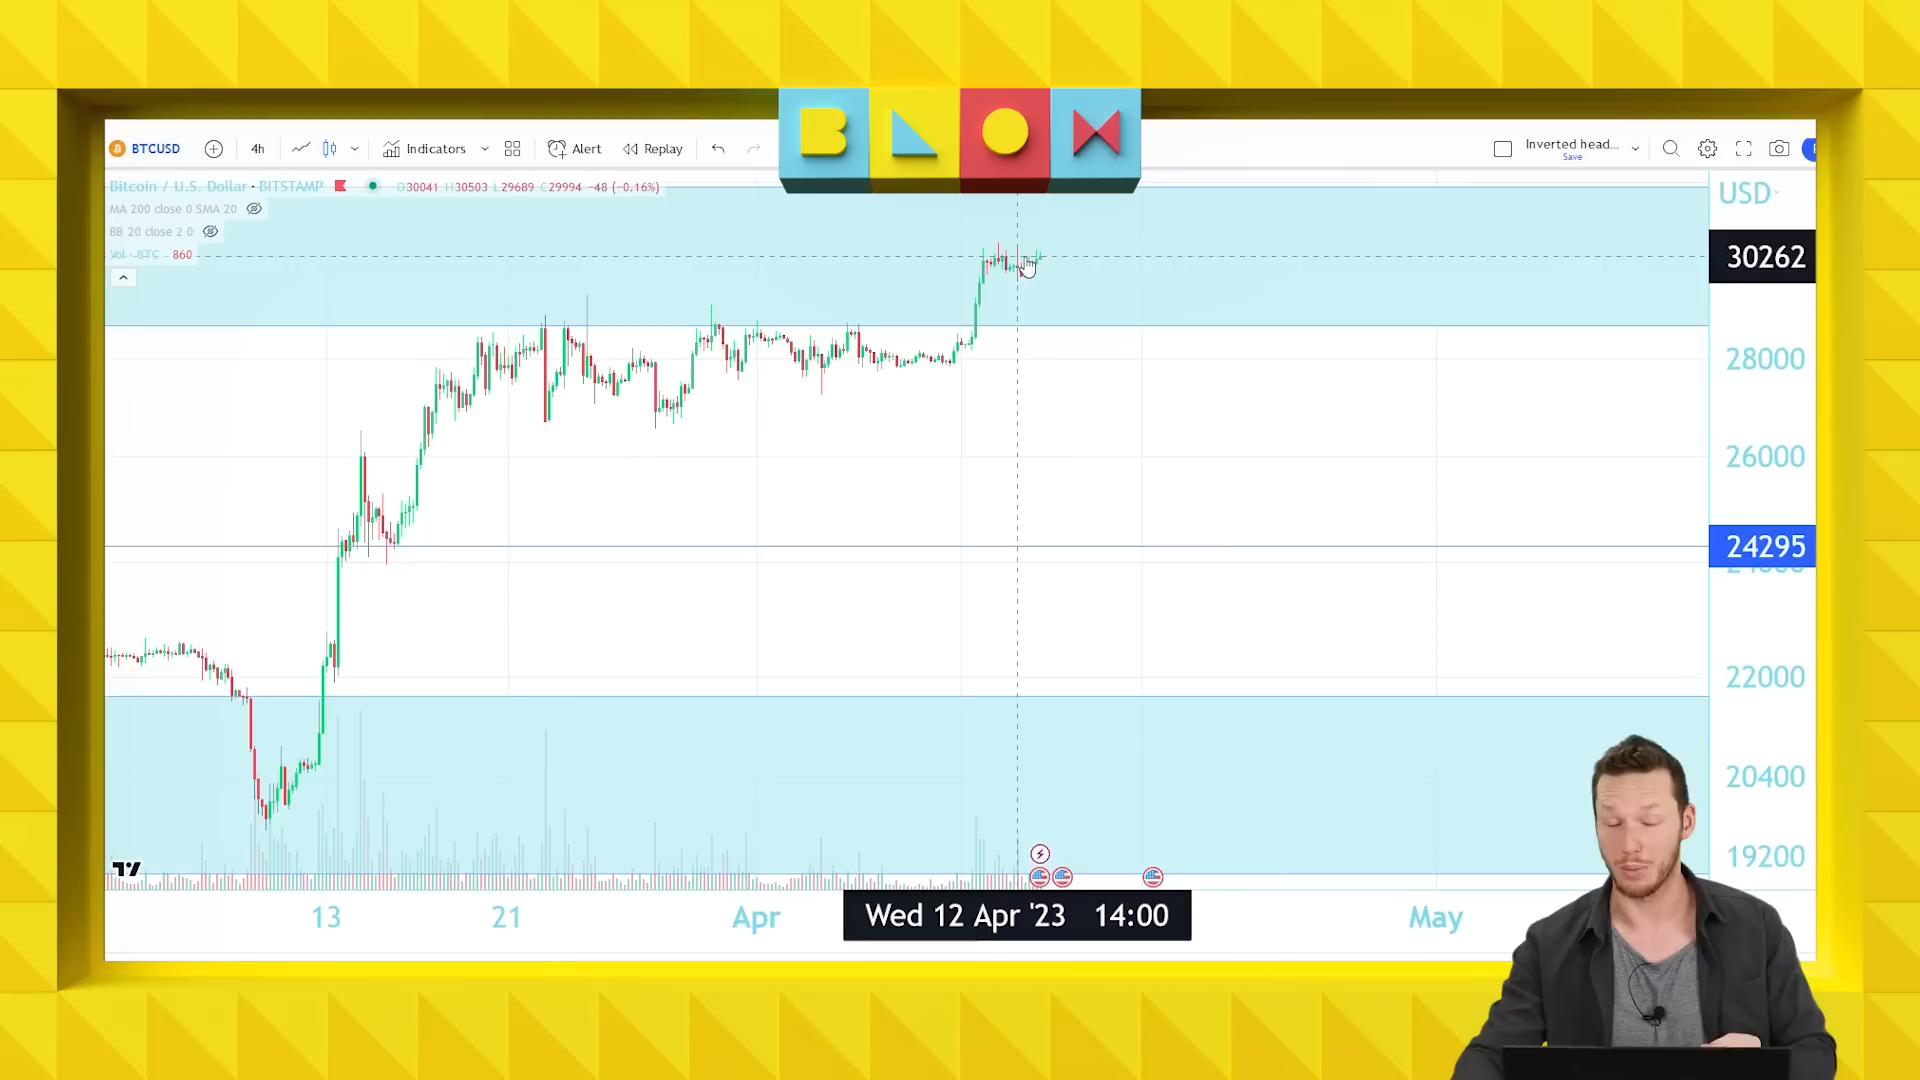 BLOX
BTCUSD 4h Indicators Alert Replay Inverted head...
Save
Bitcoin / U.S. Dollar · BITSTAMP O30041 H30503 L29689 C29994 −48 (−0.16%)
USD
MA 200 close 0 SMA 20
BB 20 close 2 0
Vol · BTC 860
30262
28000
26000
24295
22000
20400
19200
13 21 Apr Wed 12 Apr '23 14:00 May